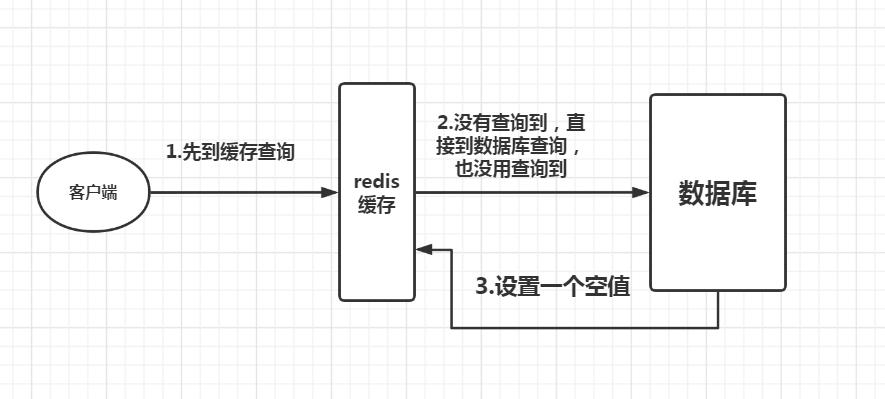 1.先到缓存查询
2.没有查询到，直
接到数据库查询，
也没用查询到
客户端
redis
缓存
数据库
3.设置一个空值